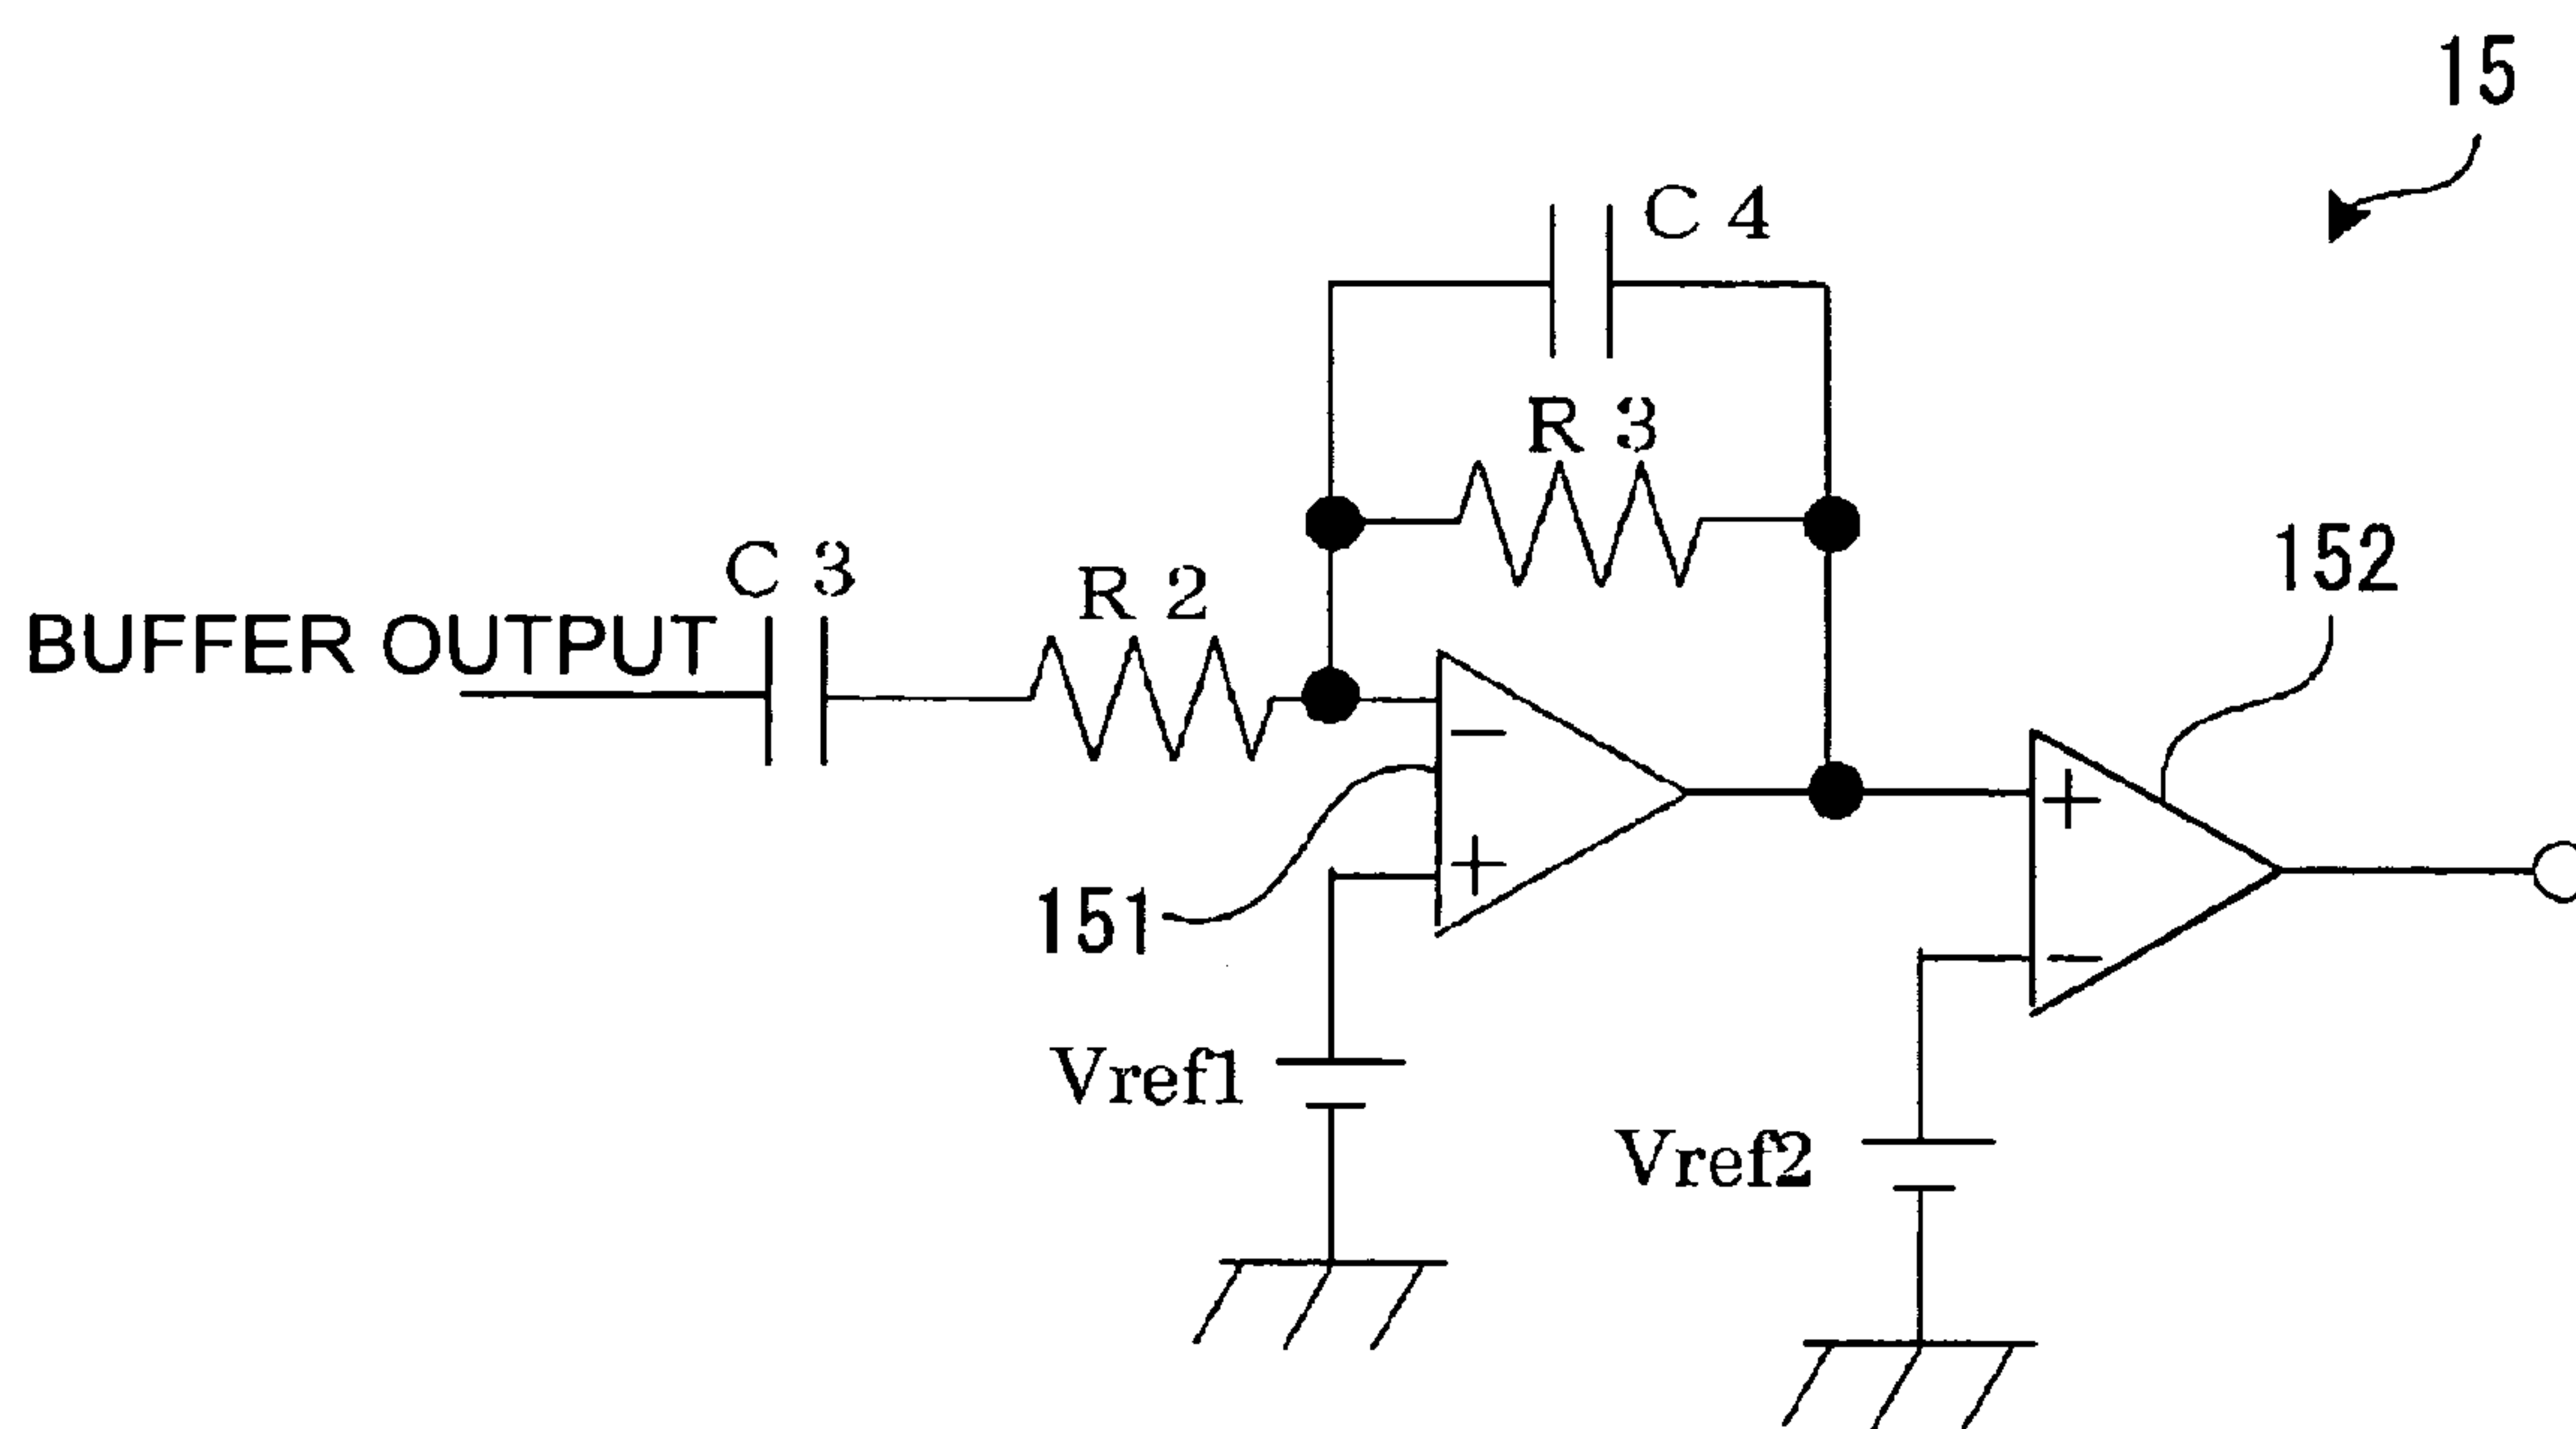 15
C 4
R 3
152
C 3
R 2
BUFFER OUTPUT
−
+
151
+
−
Vref1
Vref2